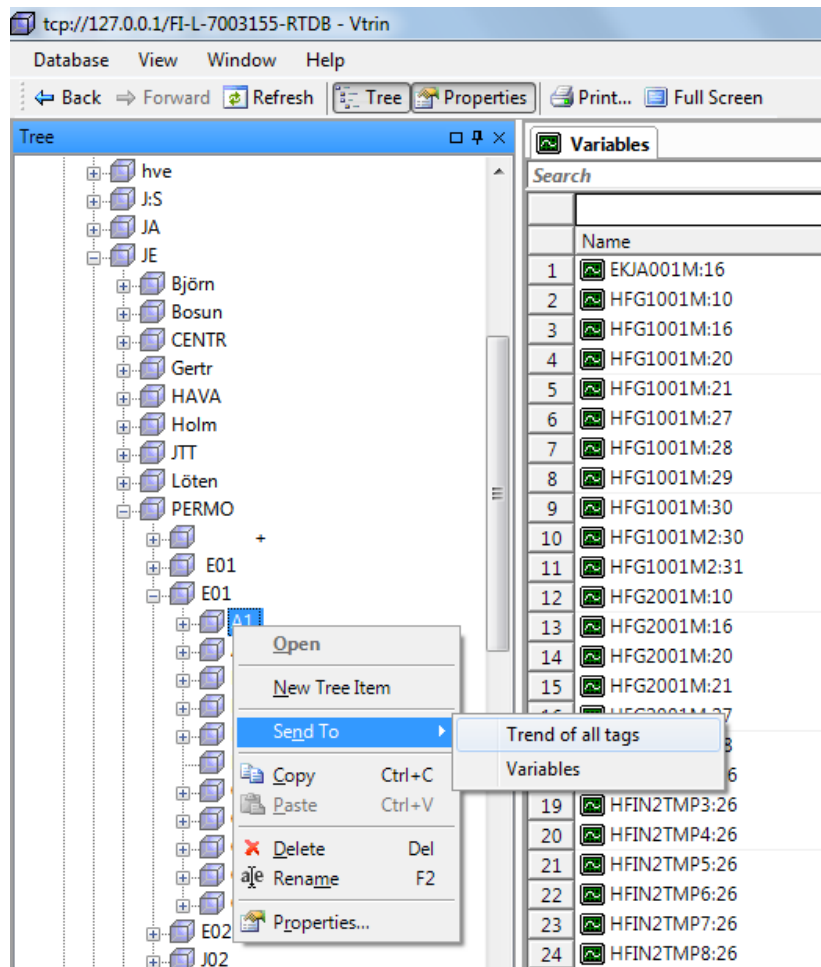 tcp://127.0.0.1/FI-L-7003155-RTDB - Vtrin
Database View Window Help
Back Forward Refresh Tree Properties Print... Full Screen
Tree
hve
J:S
JA
JE
Björn
Bosun
CENTR
Gertr
HAVA
Holm
JTT
Löten
PERMO
+
E01
E01
A1
E02
J02
Open
New Tree Item
Send To
Copy Ctrl+C
Paste Ctrl+V
Delete Del
Rename F2
Properties...
Trend of all tags
Variables
Variables
Search
Name
1 EKJA001M:16
2 HFG1001M:10
3 HFG1001M:16
4 HFG1001M:20
5 HFG1001M:21
6 HFG1001M:27
7 HFG1001M:28
8 HFG1001M:29
9 HFG1001M:30
10 HFG1001M2:30
11 HFG1001M2:31
12 HFG2001M:10
13 HFG2001M:16
14 HFG2001M:20
15 HFG2001M:21
19 HFIN2TMP3:26
20 HFIN2TMP4:26
21 HFIN2TMP5:26
22 HFIN2TMP6:26
23 HFIN2TMP7:26
24 HFIN2TMP8:26